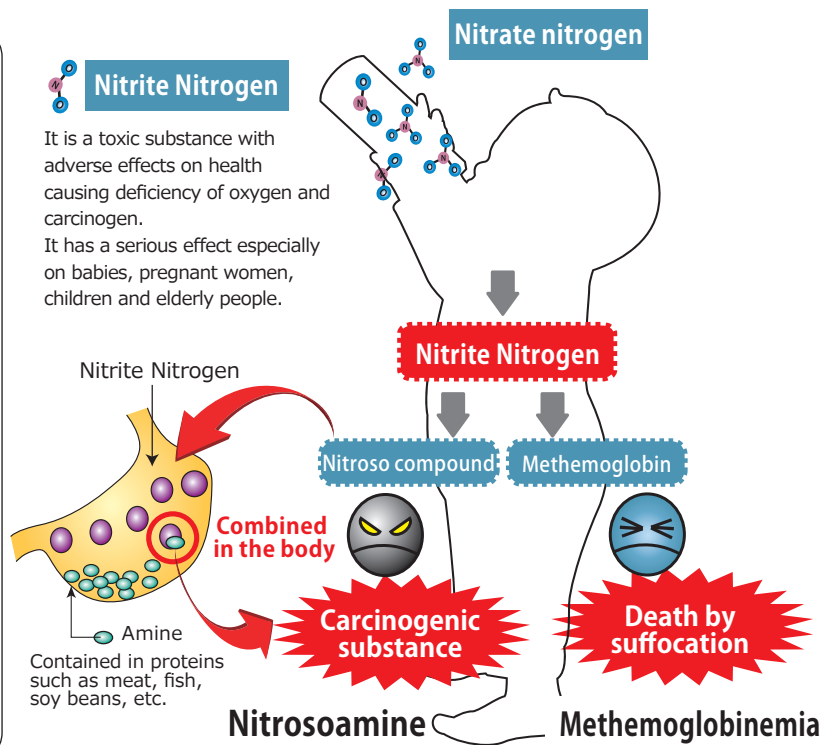 Nitrate nitrogen
Nitrite Nitrogen
It is a toxic substance with
adverse effects on health
causing deficiency of oxygen and
carcinogen.
It has a serious effect especially
on babies, pregnant women,
children and elderly people.
Nitrite Nitrogen
Nitrite Nitrogen
Nitroso compound
Methemoglobin
Combined
in the body
Amine
Contained in proteins
such as meat, fish,
soy beans, etc.
Carcinogenic
substance
Death by
suffocation
Nitrosoamine
Methemoglobinemia
N
N
N
N
N
N